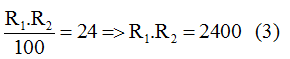 R₁.R₂/100 = 24 => R₁.R₂ = 2400 (3)